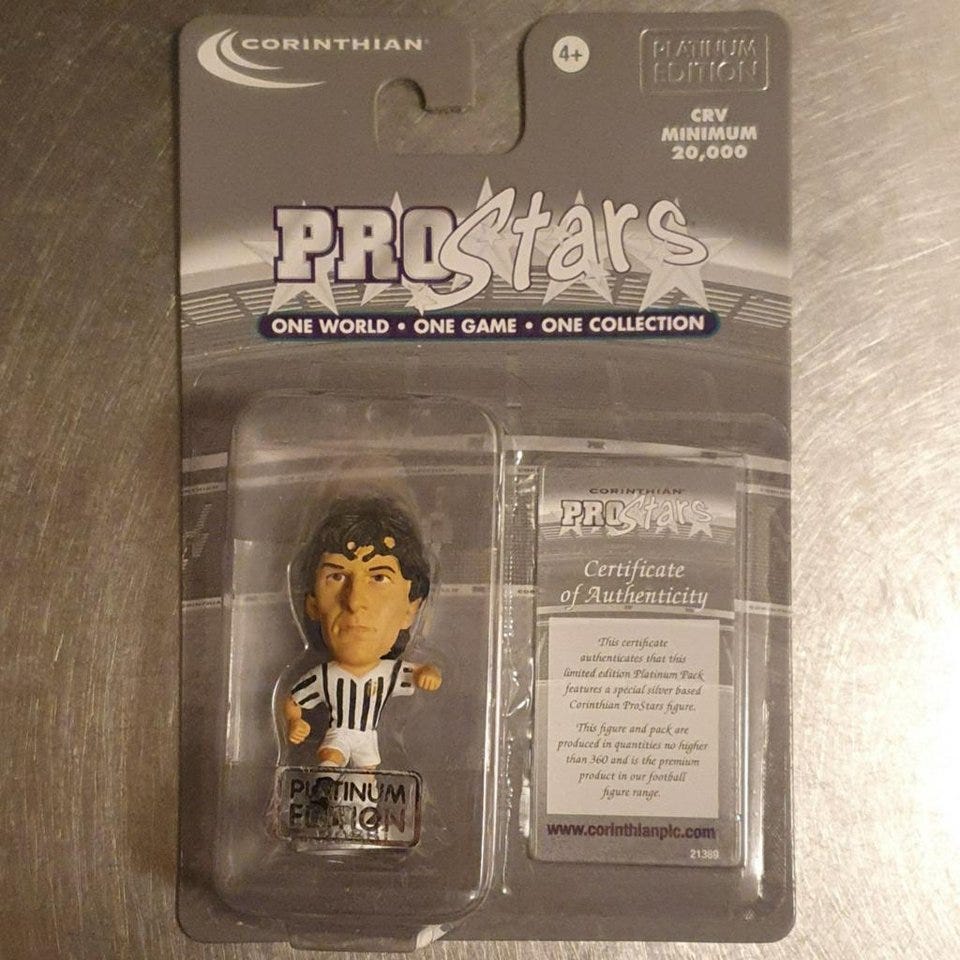 CORINTHIAN
4+
PLATINUM
EDITION
CRV
MINIMUM
20,000
PROStars
ONE WORLD • ONE GAME • ONE COLLECTION
CORINTHIAN
PROStars
Certificate
of Authenticity
This certificate
authenticates that this
limited edition Platinum Pack
features a special silver based
Corinthian ProStars figure.
This figure and pack are
produced in quantities no higher
than 360 and is the premium
product in our football
figure range.
www.corinthianplc.com
21389
PLATINUM
EDITION